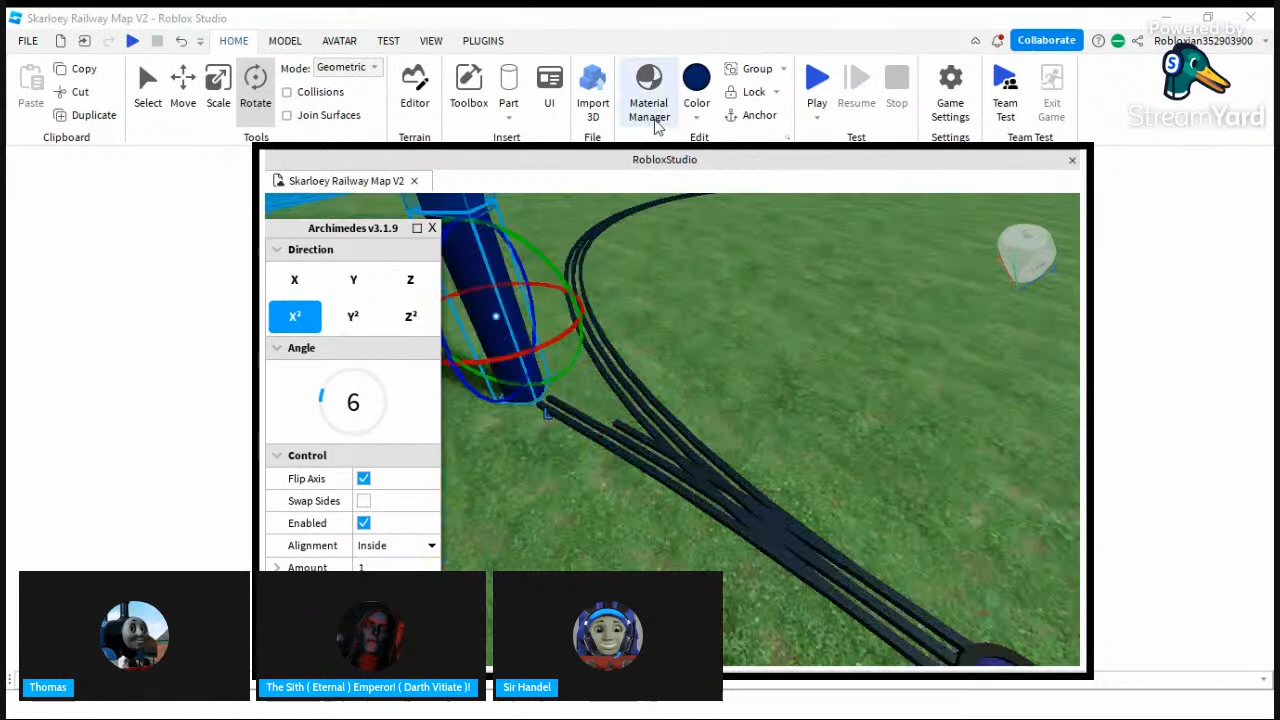 Skarloey Railway Map V2 - Roblox Studio
Powered by
StreamYard
FILE HOME MODEL AVATAR TEST VIEW PLUGINS Collaborate Robloxian352903900
Paste
Copy
Cut
Duplicate
Clipboard
Select Move Scale Rotate
Mode: Geometric
Collisions
Join Surfaces
Tools
Editor
Terrain
Toolbox Part UI
Insert
Import
3D
File
Material
Manager
Color
Group
Lock
Anchor
Edit
Play Resume Stop
Test
Game
Settings
Settings
Team
Test
Exit
Game
Team Test
RobloxStudio
Skarloey Railway Map V2
Archimedes v3.1.9 X
Direction
X Y Z
X² Y² Z²
Angle
6
Control
Flip Axis
Swap Sides
Enabled
Alignment Inside
Amount 1
Thomas
The Sith ( Eternal ) Emperor! ( Darth Vitiate )!
Sir Handel